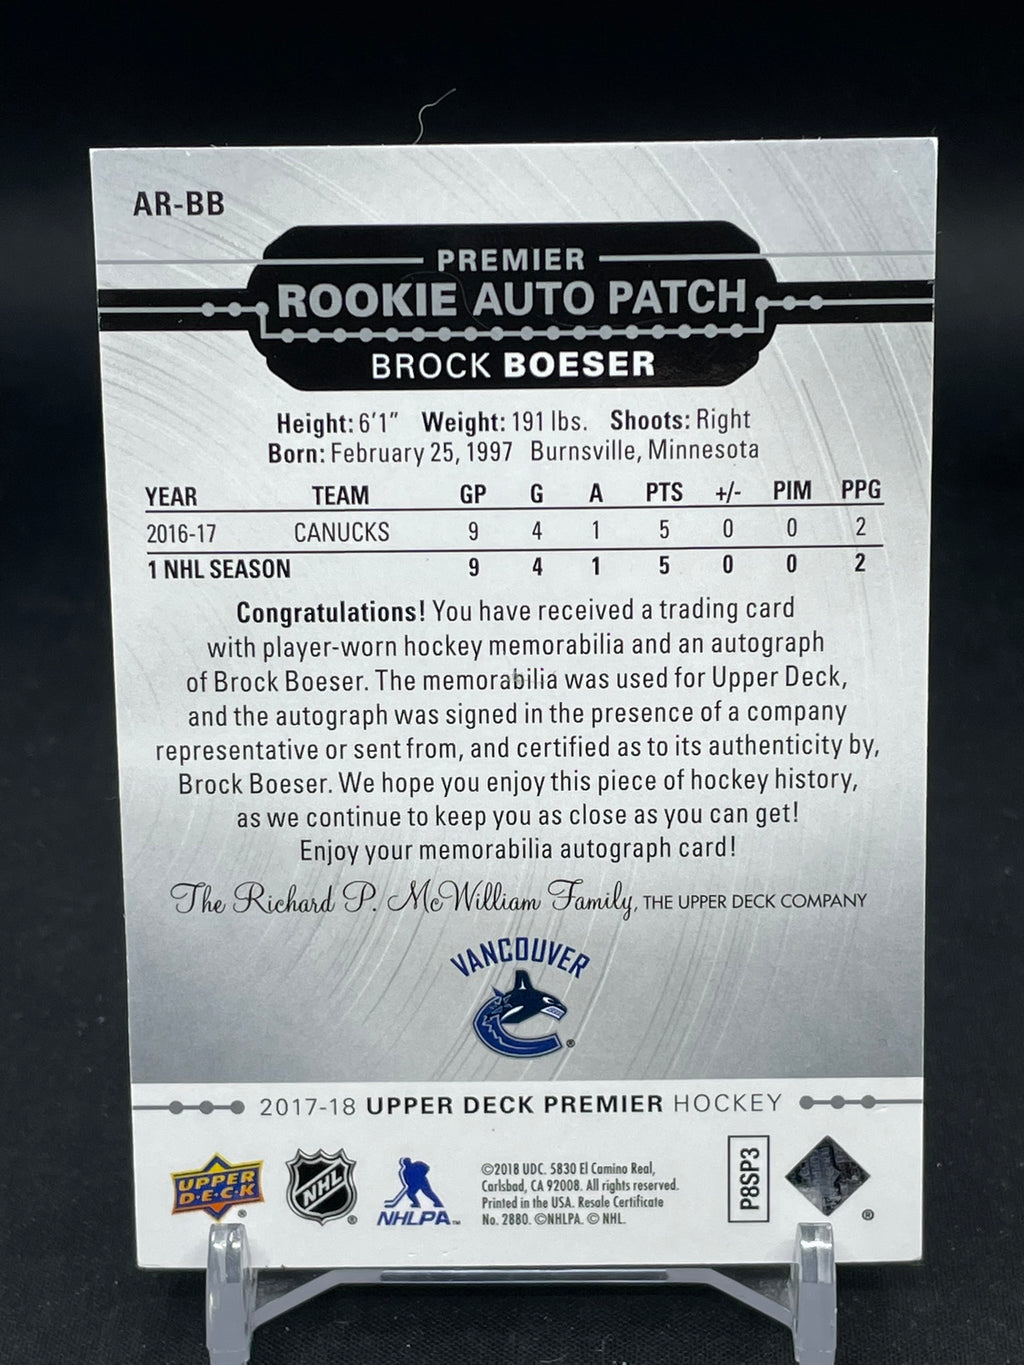 AR-BB
PREMIER
ROOKIE AUTO PATCH
BROCK BOESER
Height: 6'1" Weight: 191 lbs. Shoots: Right
Born: February 25, 1997 Burnsville, Minnesota
YEAR TEAM GP G A PTS +/- PIM PPG
2016-17 CANUCKS 9 4 1 5 0 0 2
1 NHL SEASON 9 4 1 5 0 0 2
Congratulations! You have received a trading card
with player-worn hockey memorabilia and an autograph
of Brock Boeser. The memorabilia was used for Upper Deck,
and the autograph was signed in the presence of a company
representative or sent from, and certified as to its authenticity by,
Brock Boeser. We hope you enjoy this piece of hockey history,
as we continue to keep you as close as you can get!
Enjoy your memorabilia autograph card!
The Richard P. McWilliam Family, THE UPPER DECK COMPANY
VANCOUVER
®
2017-18 UPPER DECK PREMIER HOCKEY
UPPER
D•E•C•K
®
NHL
®
NHLPA™
©2018 UDC. 5830 El Camino Real,
Carlsbad, CA 92008. All rights reserved.
Printed in the USA. Resale Certificate
No. 2880. ©NHLPA. © NHL.
P8SP3
®